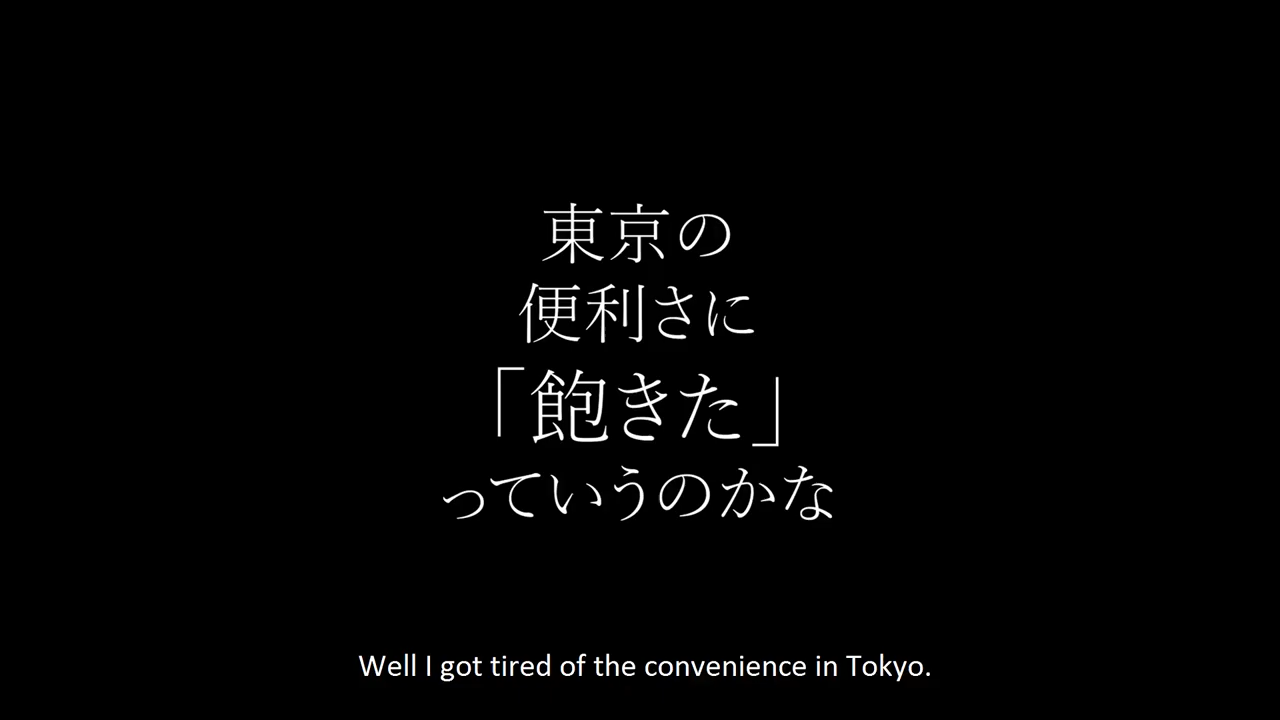 東京の
便利さに
「飽きた」
っていうのかな
Well I got tired of the convenience in Tokyo.